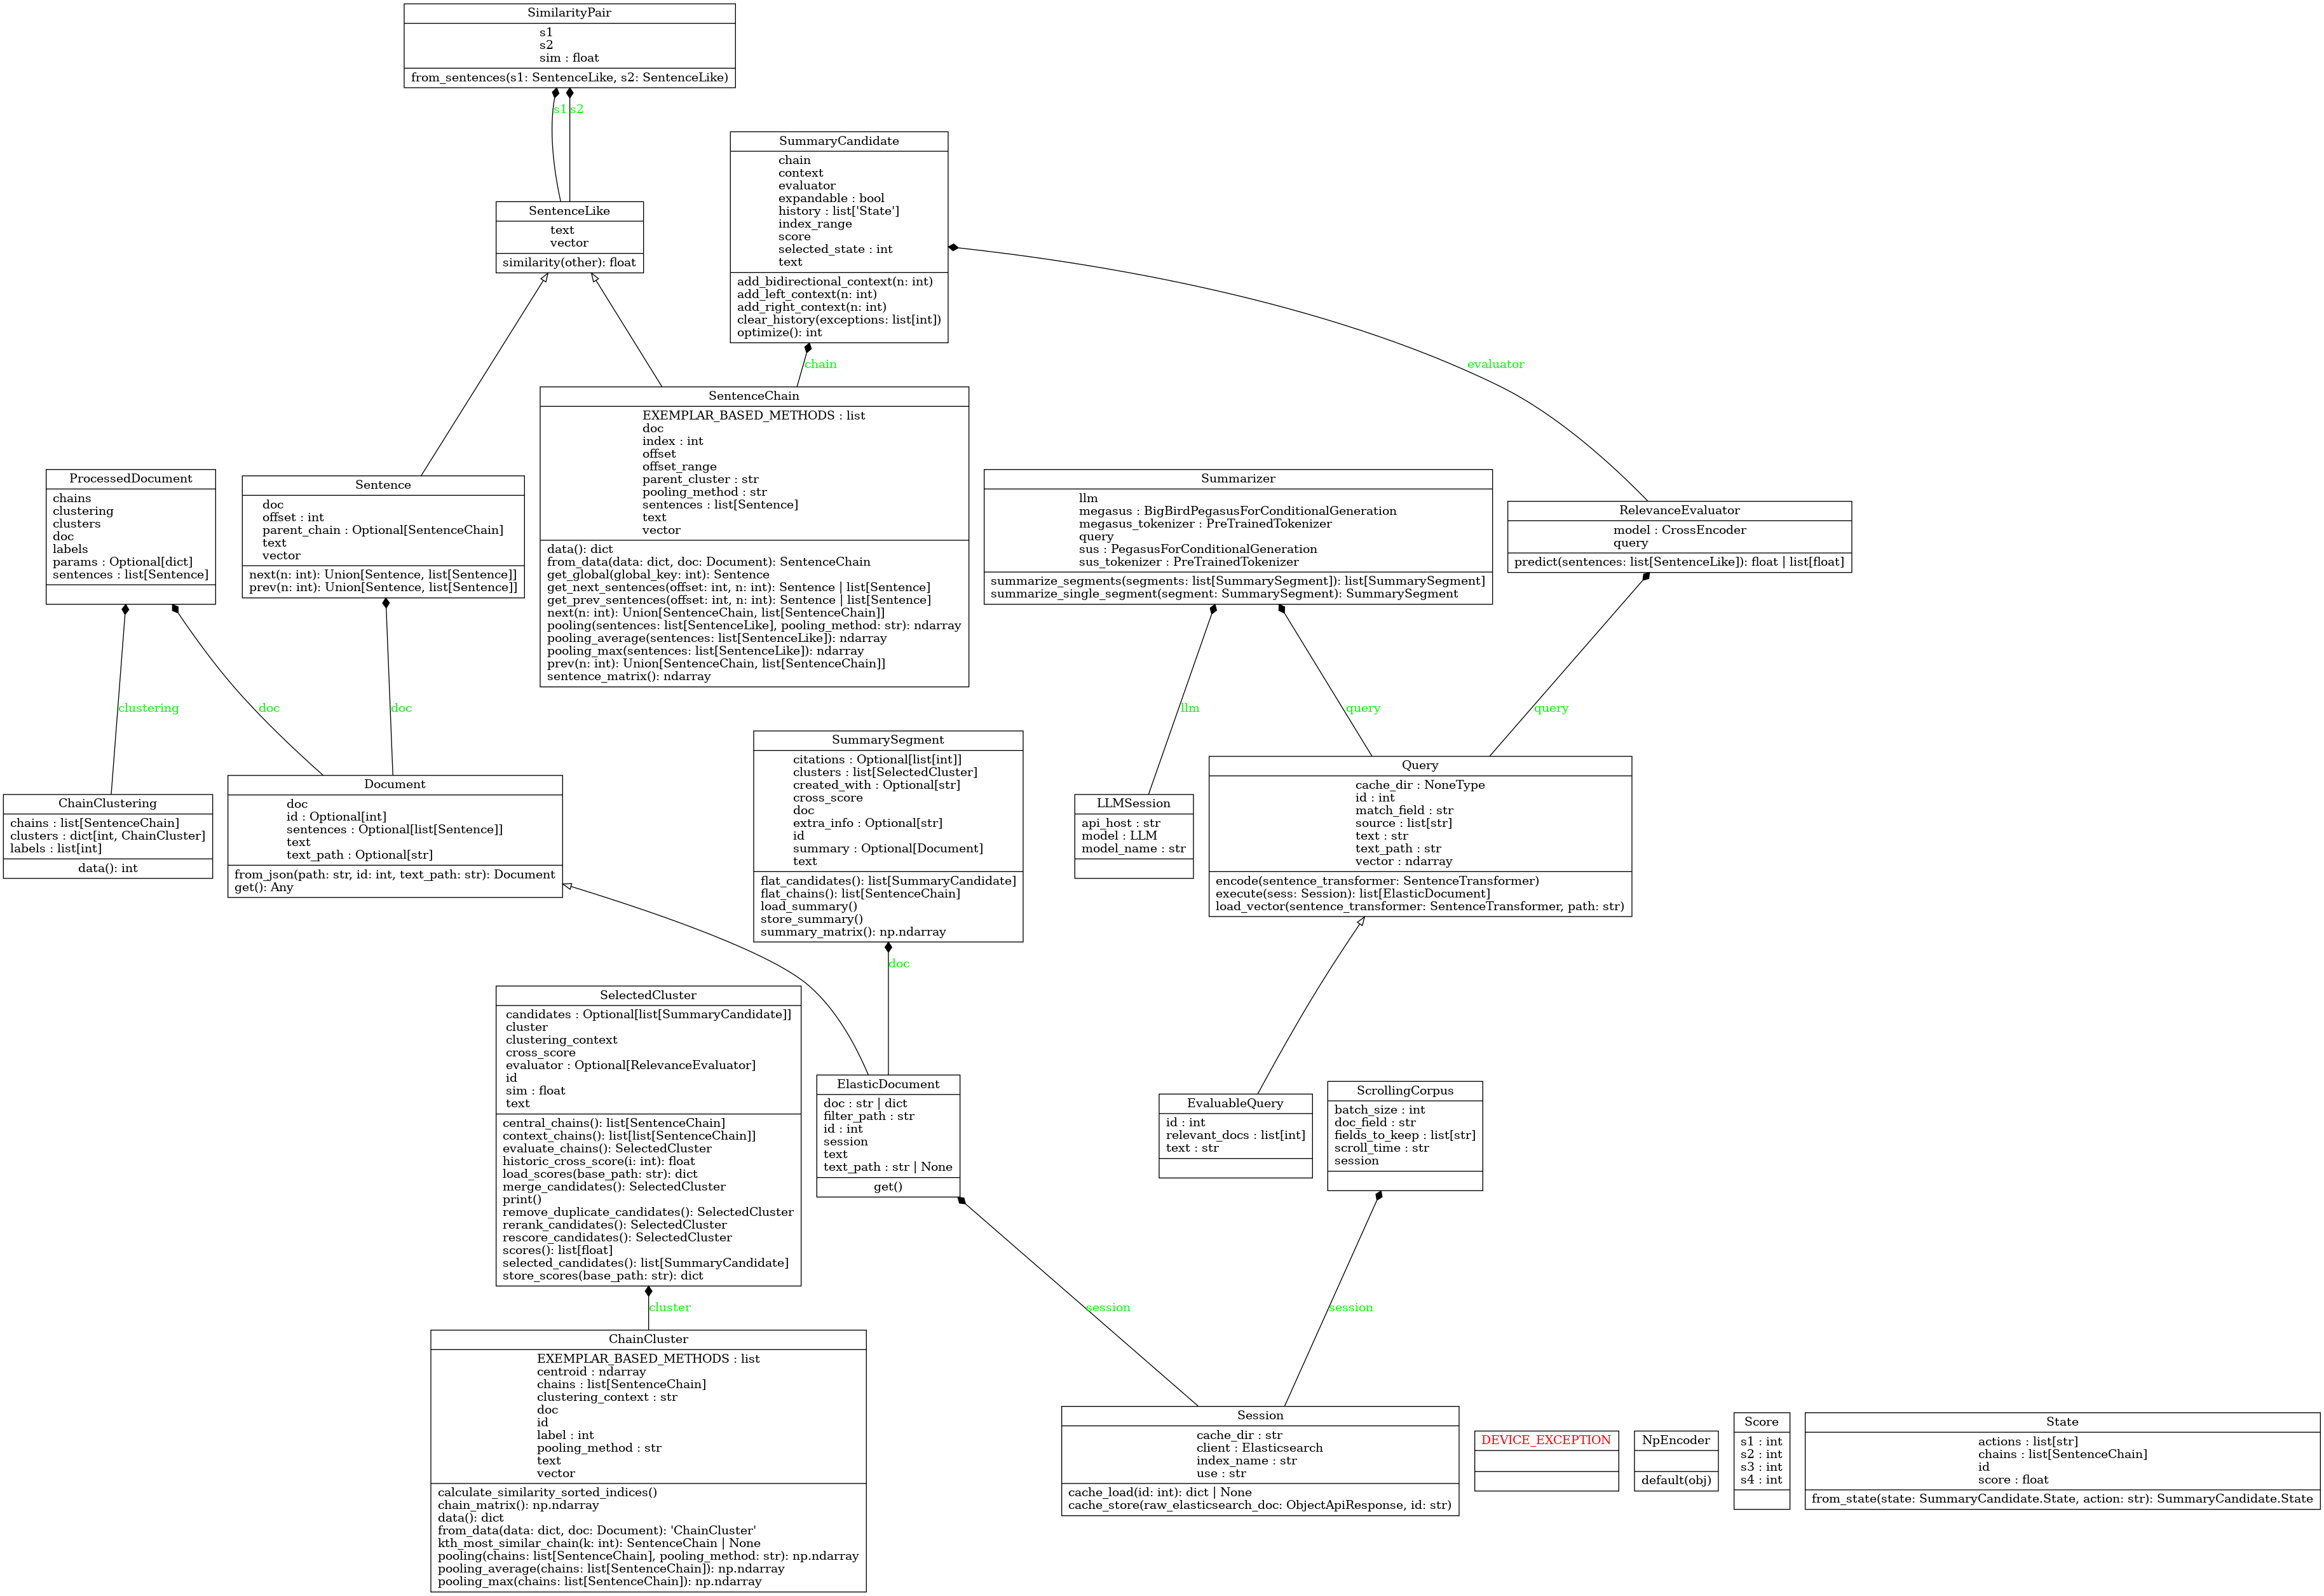 SimilarityPair
s1
s2
sim : float
from_sentences(s1: SentenceLike, s2: SentenceLike)
s1
s2
SummaryCandidate
chain
context
evaluator
expandable : bool
history : list['State']
index_range
score
selected_state : int
text
add_bidirectional_context(n: int)
add_left_context(n: int)
add_right_context(n: int)
clear_history(exceptions: list[int])
optimize(): int
SentenceLike
text
vector
similarity(other): float
chain
evaluator
SentenceChain
EXEMPLAR_BASED_METHODS : list
doc
index : int
offset
offset_range
parent_cluster : str
pooling_method : str
sentences : list[Sentence]
text
vector
data(): dict
from_data(data: dict, doc: Document): SentenceChain
get_global(global_key: int): Sentence
get_next_sentences(offset: int, n: int): Sentence | list[Sentence]
get_prev_sentences(offset: int, n: int): Sentence | list[Sentence]
next(n: int): Union[SentenceChain, list[SentenceChain]]
pooling(sentences: list[SentenceLike], pooling_method: str): ndarray
pooling_average(sentences: list[SentenceLike]): ndarray
pooling_max(sentences: list[SentenceLike]): ndarray
prev(n: int): Union[SentenceChain, list[SentenceChain]]
sentence_matrix(): ndarray
ProcessedDocument
chains
clustering
clusters
doc
labels
params : Optional[dict]
sentences : list[Sentence]
Sentence
doc
offset : int
parent_chain : Optional[SentenceChain]
text
vector
next(n: int): Union[Sentence, list[Sentence]]
prev(n: int): Union[Sentence, list[Sentence]]
Summarizer
llm
megasus : BigBirdPegasusForConditionalGeneration
megasus_tokenizer : PreTrainedTokenizer
query
sus : PegasusForConditionalGeneration
sus_tokenizer : PreTrainedTokenizer
summarize_segments(segments: list[SummarySegment]): list[SummarySegment]
summarize_single_segment(segment: SummarySegment): SummarySegment
RelevanceEvaluator
model : CrossEncoder
query
predict(sentences: list[SentenceLike]): float | list[float]
clustering
doc
doc
llm
query
query
ChainClustering
chains : list[SentenceChain]
clusters : dict[int, ChainCluster]
labels : list[int]
data(): int
Document
doc
id : Optional[int]
sentences : Optional[list[Sentence]]
text
text_path : Optional[str]
from_json(path: str, id: int, text_path: str): Document
get(): Any
SummarySegment
citations : Optional[list[int]]
clusters : list[SelectedCluster]
created_with : Optional[str]
cross_score
doc
extra_info : Optional[str]
id
summary : Optional[Document]
text
flat_candidates(): list[SummaryCandidate]
flat_chains(): list[SentenceChain]
load_summary()
store_summary()
summary_matrix(): np.ndarray
LLMSession
api_host : str
model : LLM
model_name : str
Query
cache_dir : NoneType
id : int
match_field : str
source : list[str]
text : str
text_path : str
vector : ndarray
encode(sentence_transformer: SentenceTransformer)
execute(sess: Session): list[ElasticDocument]
load_vector(sentence_transformer: SentenceTransformer, path: str)
doc
SelectedCluster
candidates : Optional[list[SummaryCandidate]]
cluster
clustering_context
cross_score
evaluator : Optional[RelevanceEvaluator]
id
sim : float
text
central_chains(): list[SentenceChain]
context_chains(): list[list[SentenceChain]]
evaluate_chains(): SelectedCluster
historic_cross_score(i: int): float
load_scores(base_path: str): dict
merge_candidates(): SelectedCluster
print()
remove_duplicate_candidates(): SelectedCluster
rerank_candidates(): SelectedCluster
rescore_candidates(): SelectedCluster
scores(): list[float]
selected_candidates(): list[SummaryCandidate]
store_scores(base_path: str): dict
ElasticDocument
doc : str | dict
filter_path : str
id : int
session
text
text_path : str | None
get()
EvaluableQuery
id : int
relevant_docs : list[int]
text : str
ScrollingCorpus
batch_size : int
doc_field : str
fields_to_keep : list[str]
scroll_time : str
session
cluster
session
session
ChainCluster
EXEMPLAR_BASED_METHODS : list
centroid : ndarray
chains : list[SentenceChain]
clustering_context : str
doc
id
label : int
pooling_method : str
text
vector
calculate_similarity_sorted_indices()
chain_matrix(): np.ndarray
data(): dict
from_data(data: dict, doc: Document): 'ChainCluster'
kth_most_similar_chain(k: int): SentenceChain | None
pooling(chains: list[SentenceChain], pooling_method: str): np.ndarray
pooling_average(chains: list[SentenceChain]): np.ndarray
pooling_max(chains: list[SentenceChain]): np.ndarray
Session
cache_dir : str
client : Elasticsearch
index_name : str
use : str
cache_load(id: int): dict | None
cache_store(raw_elasticsearch_doc: ObjectApiResponse, id: str)
DEVICE_EXCEPTION
NpEncoder
default(obj)
Score
s1 : int
s2 : int
s3 : int
s4 : int
State
actions : list[str]
chains : list[SentenceChain]
id
score : float
from_state(state: SummaryCandidate.State, action: str): SummaryCandidate.State